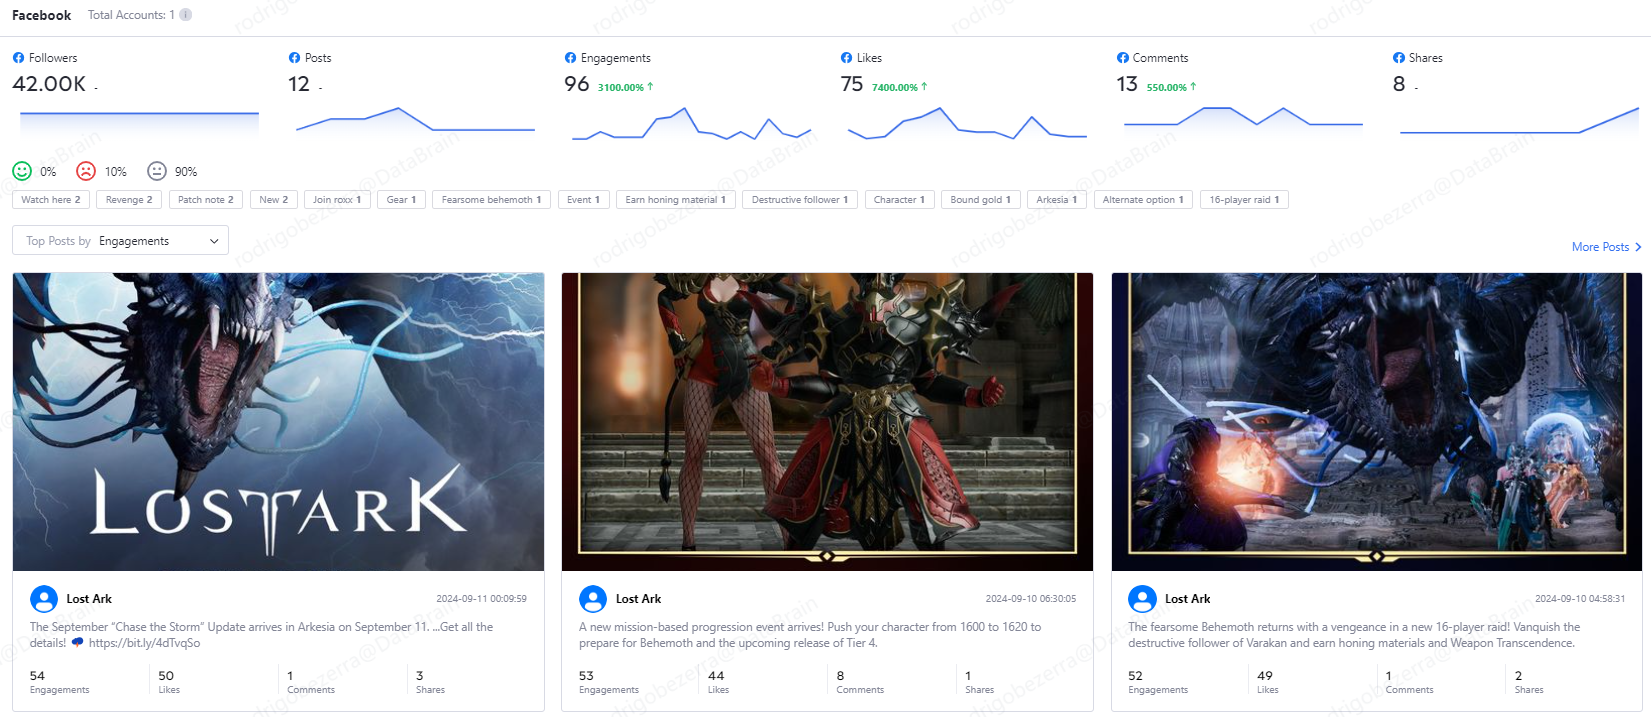 Facebook Total Accounts: 1
Followers
42.00K -
Posts
12 -
Engagements
96 3100.00% ↑
Likes
75 7400.00% ↑
Comments
13 550.00% ↑
Shares
8 -
0% 10% 90%
Watch here 2 Revenge 2 Patch note 2 New 2 Join roxx 1 Gear 1 Fearsome behemoth 1 Event 1 Earn honing material 1 Destructive follower 1 Character 1 Bound gold 1 Arkesia 1 Alternate option 1 16-player raid 1
Top Posts by Engagements
More Posts
LOST ARK
Lost Ark 2024-09-11 00:09:59
The September “Chase the Storm” Update arrives in Arkesia on September 11. ...Get all the
details! https://bit.ly/4dTvqSo
54 50 1 3
Engagements Likes Comments Shares
Lost Ark 2024-09-10 06:30:05
A new mission-based progression event arrives! Push your character from 1600 to 1620 to
prepare for Behemoth and the upcoming release of Tier 4.
53 44 8 1
Engagements Likes Comments Shares
Lost Ark 2024-09-10 04:58:31
The fearsome Behemoth returns with a vengeance in a new 16-player raid! Vanquish the
destructive follower of Varakan and earn honing materials and Weapon Transcendence.
52 49 1 2
Engagements Likes Comments Shares
rodrigobezerra@DataBrain